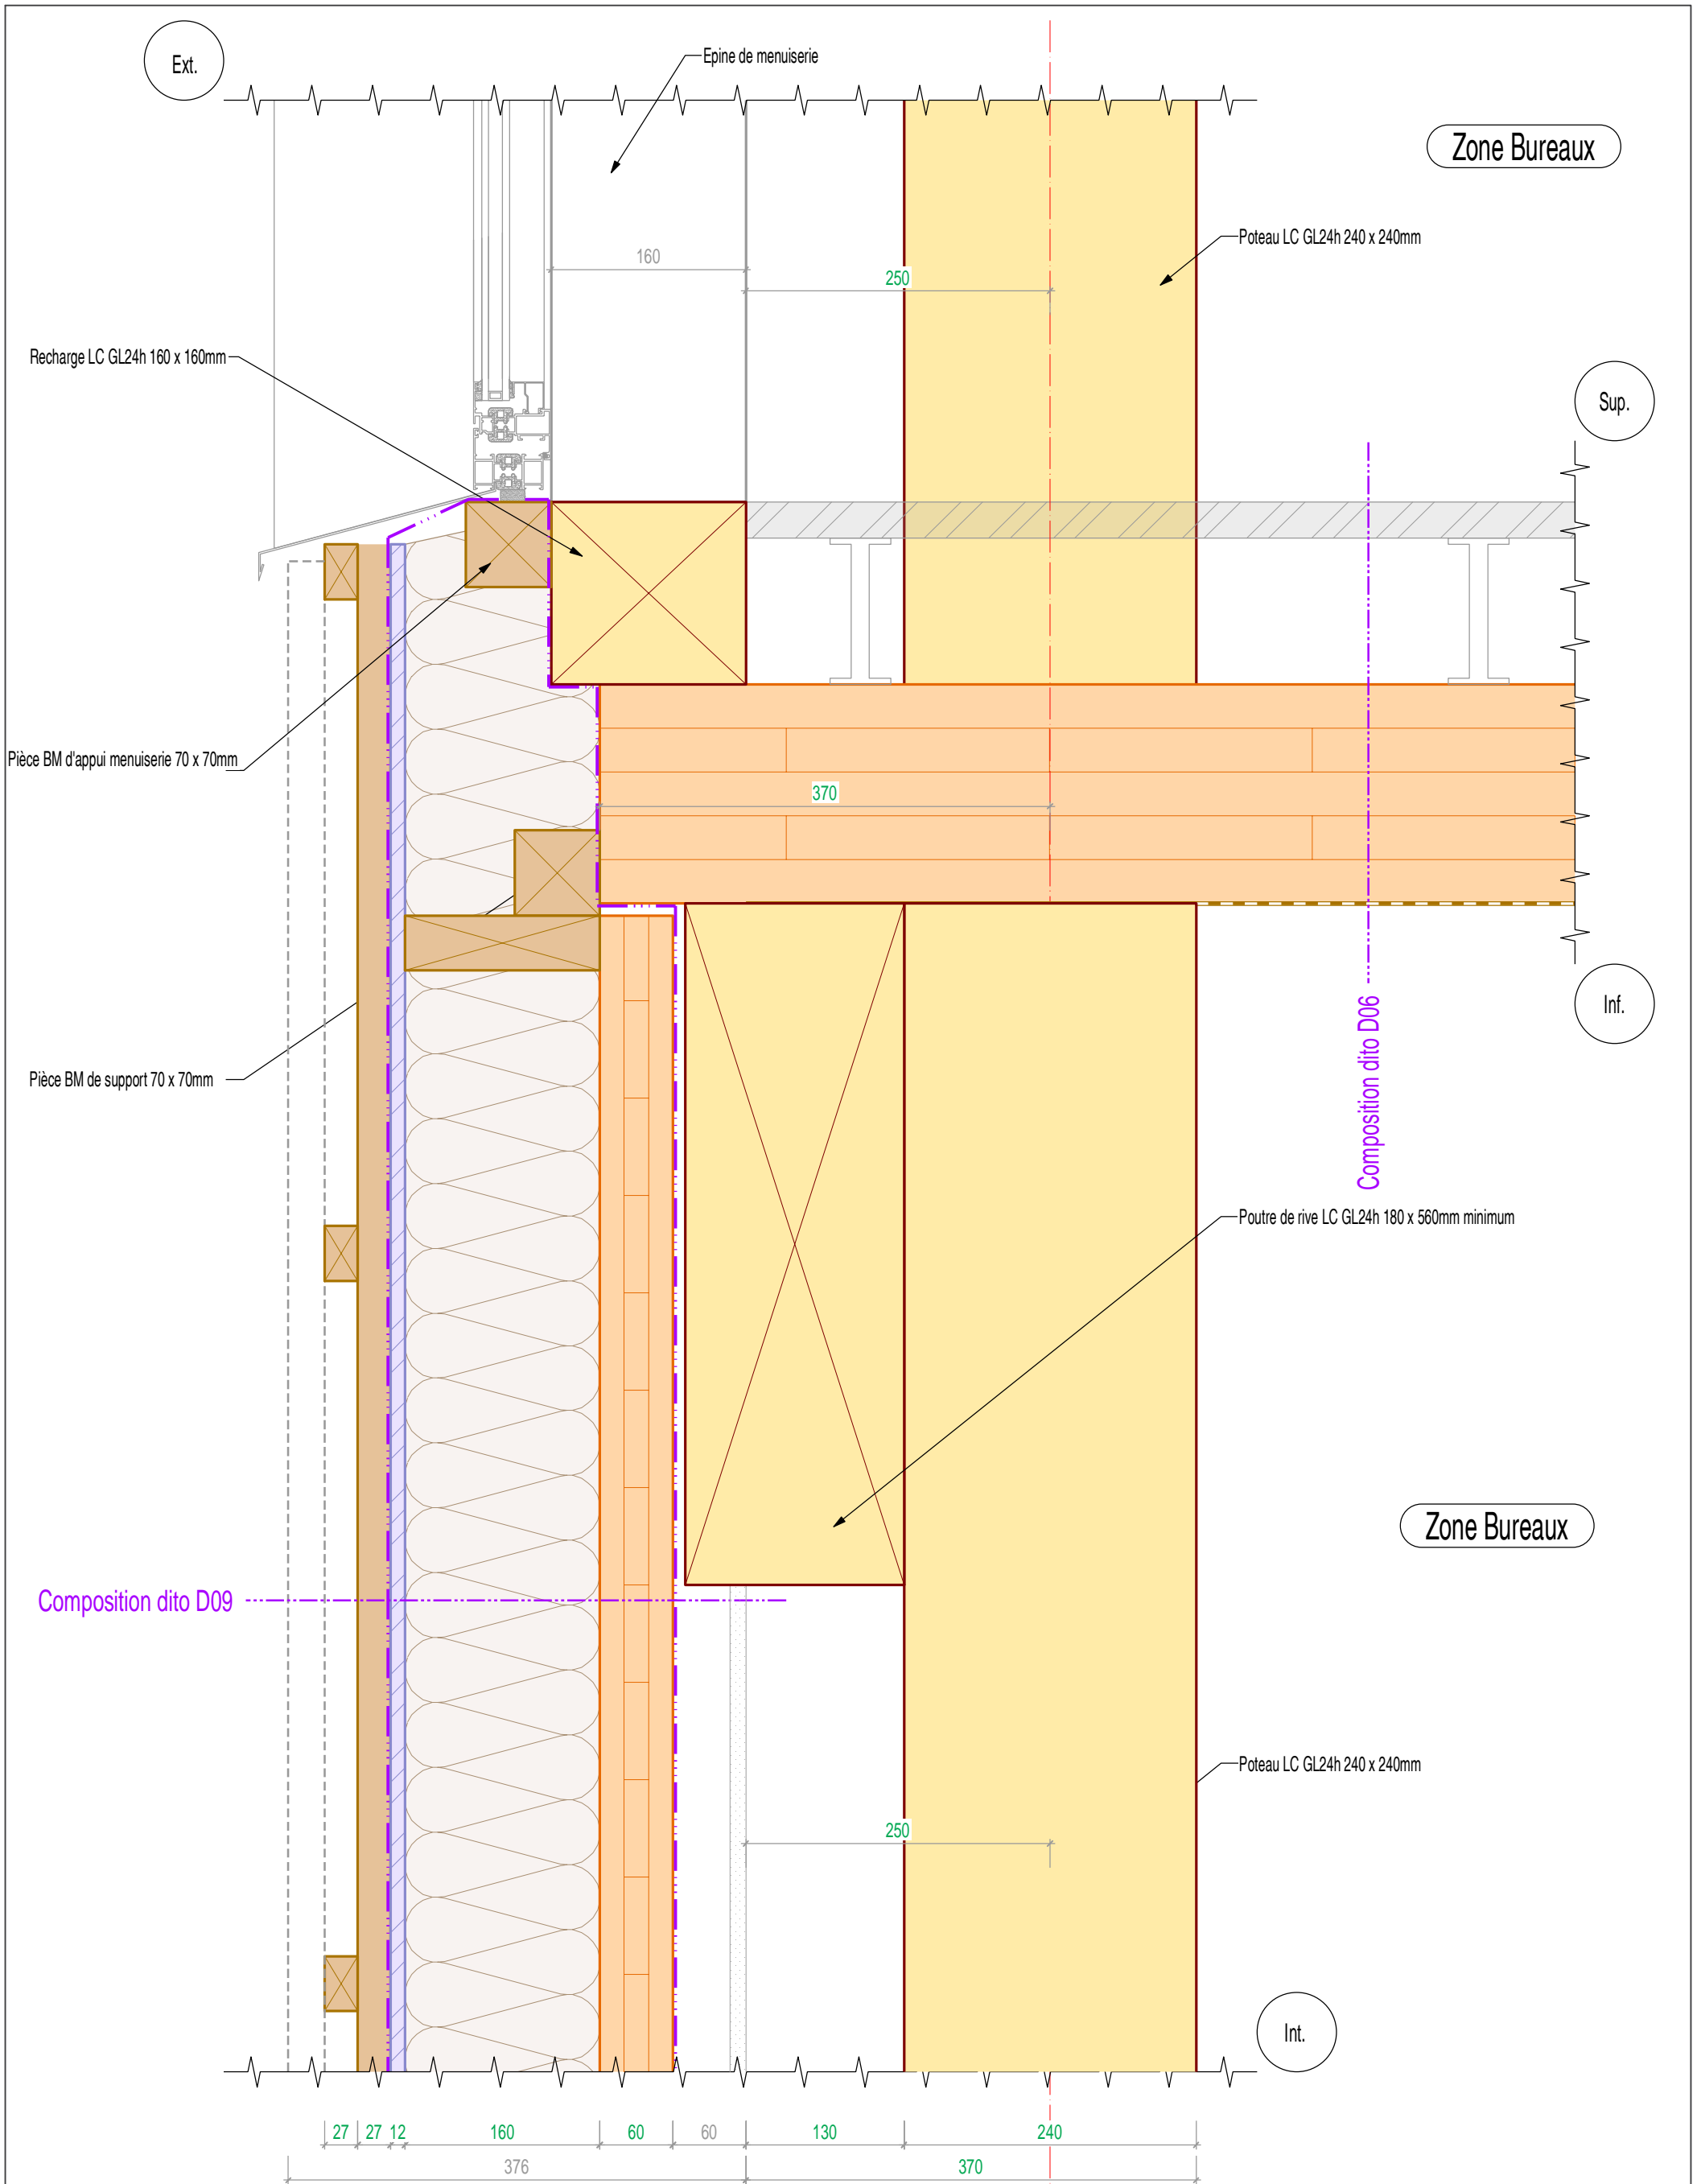 Ext.
Epine de menuiserie
Zone Bureaux
Poteau LC GL24h 240 x 240mm
160
250
Recharge LC GL24h 160 x 160mm
Sup.
Pièce BM d'appui menuiserie 70 x 70mm
370
Inf.
Composition dito D06
Pièce BM de support 70 x 70mm
Poutre de rive LC GL24h 180 x 560mm minimum
Zone Bureaux
Composition dito D09
Poteau LC GL24h 240 x 240mm
250
Int.
27 27 12 160 60 60 130 240
376 370